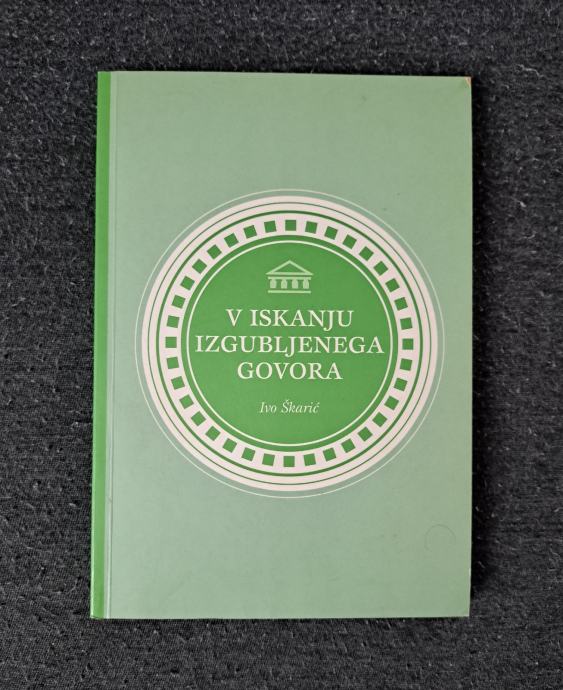 V ISKANJU
IZGUBLJENEGA
GOVORA
Ivo Škarić